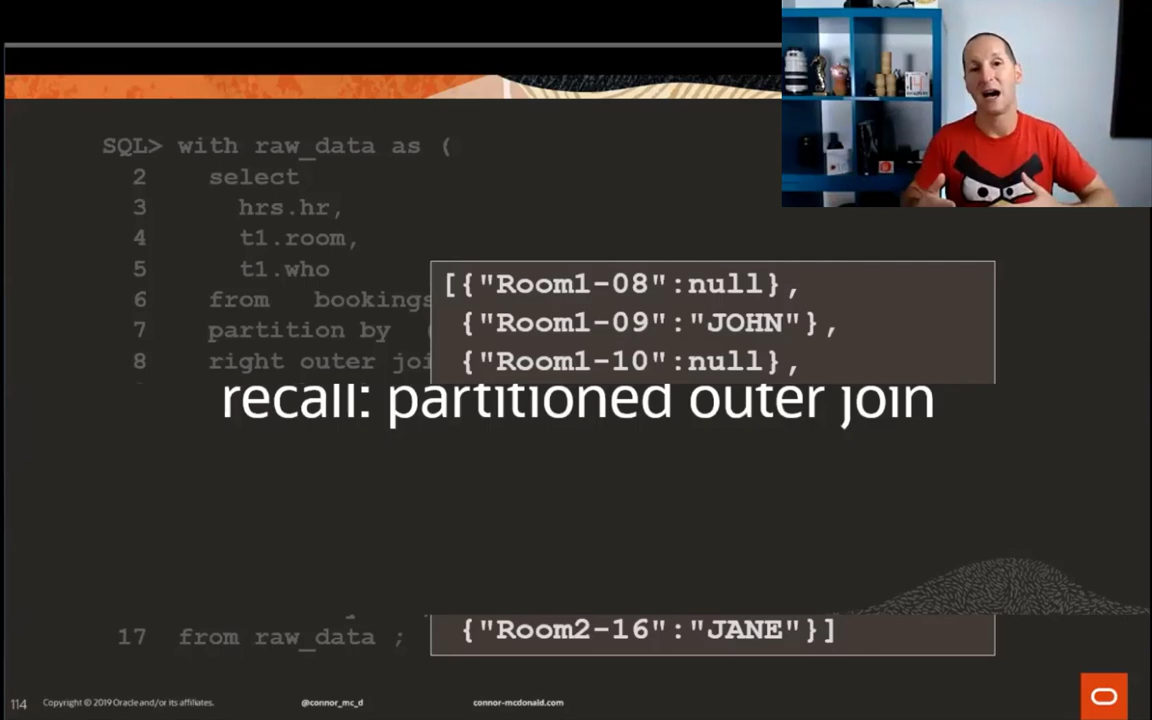 SQL> with raw_data as (
2 select
3 hrs.hr,
4 t1.room,
5 t1.who
6 from bookings
7 partition by (
8 right outer joi
[{"Room1-08":null},
{"Room1-09":"JOHN"},
{"Room1-10":null},
recall: partitioned outer join
17 from raw_data ;
{"Room2-16":"JANE"}]
114 Copyright © 2019 Oracle and/or its affiliates. @connor_mc_d connor-mcdonald.com